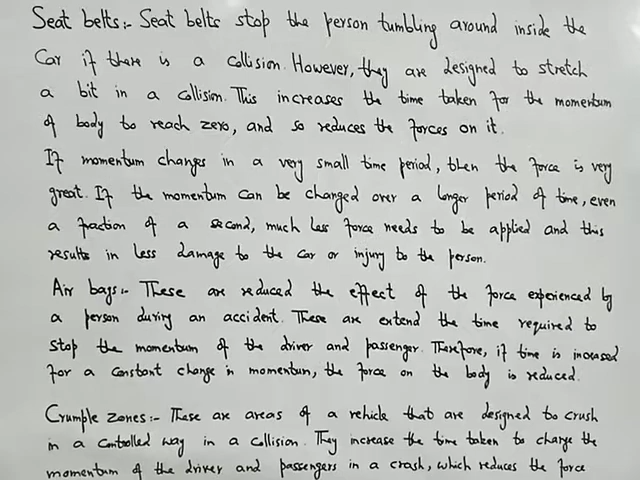 Seat belts:- Seat belts stop the person tumbling around inside the
Car if there is a collision. However, they are designed to stretch
a bit in a collision. This increases the time taken for the momentum
of body to reach zero, and so reduces the forces on it.
If momentum changes in a very small time period, then the force is very
great. If the momentum can be changed over a longer period of time, even
a fraction of a second, much less force needs to be applied and this
results in less damage to the car or injury to the person.
Air bags:- These are reduced the effect of the force experienced by
a person during an accident. These are extend the time required to
stop the momentum of the driver and passenger. Therefore, if time is increased
for a constant change in momentum, the force on the body is reduced.
Crumple zones:- These are areas of a vehicle that are designed to crush
in a controlled way in a collision. They increase the time taken to change the
momentum of the driver and passengers in a crash, which reduces the force